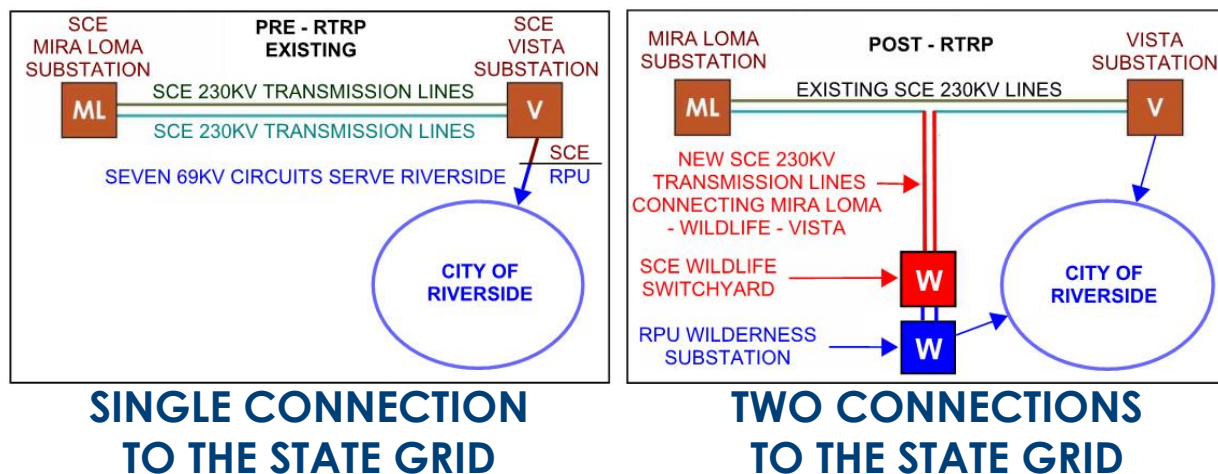 PRE - RTRP
EXISTING
SCE
MIRA LOMA
SUBSTATION
SCE
VISTA
SUBSTATION
ML
SCE 230KV TRANSMISSION LINES
SCE 230KV TRANSMISSION LINES
V
SCE
RPU
SEVEN 69KV CIRCUITS SERVE RIVERSIDE
CITY OF
RIVERSIDE
SINGLE CONNECTION
TO THE STATE GRID
POST - RTRP
MIRA LOMA
SUBSTATION
VISTA
SUBSTATION
ML
EXISTING SCE 230KV LINES
V
NEW SCE 230KV
TRANSMISSION LINES
CONNECTING MIRA LOMA
- WILDLIFE - VISTA
SCE WILDLIFE
SWITCHYARD
W
RPU WILDERNESS
SUBSTATION
W
CITY OF
RIVERSIDE
TWO CONNECTIONS
TO THE STATE GRID